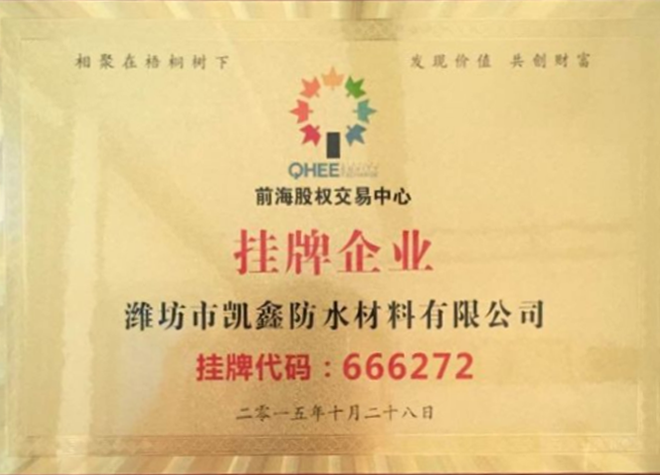 相聚在梧桐树下
发现价值 共创财富
QHEE
前海股权交易中心
挂牌企业
潍坊市凯鑫防水材料有限公司
挂牌代码：666272
二零一五年十月二十八日